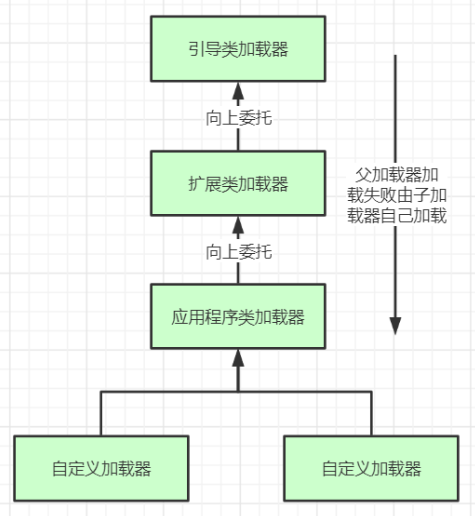 引导类加载器
向上委托
扩展类加载器
父加载器加
载失败由子加
载器自己加载
向上委托
应用程序类加载器
自定义加载器
自定义加载器